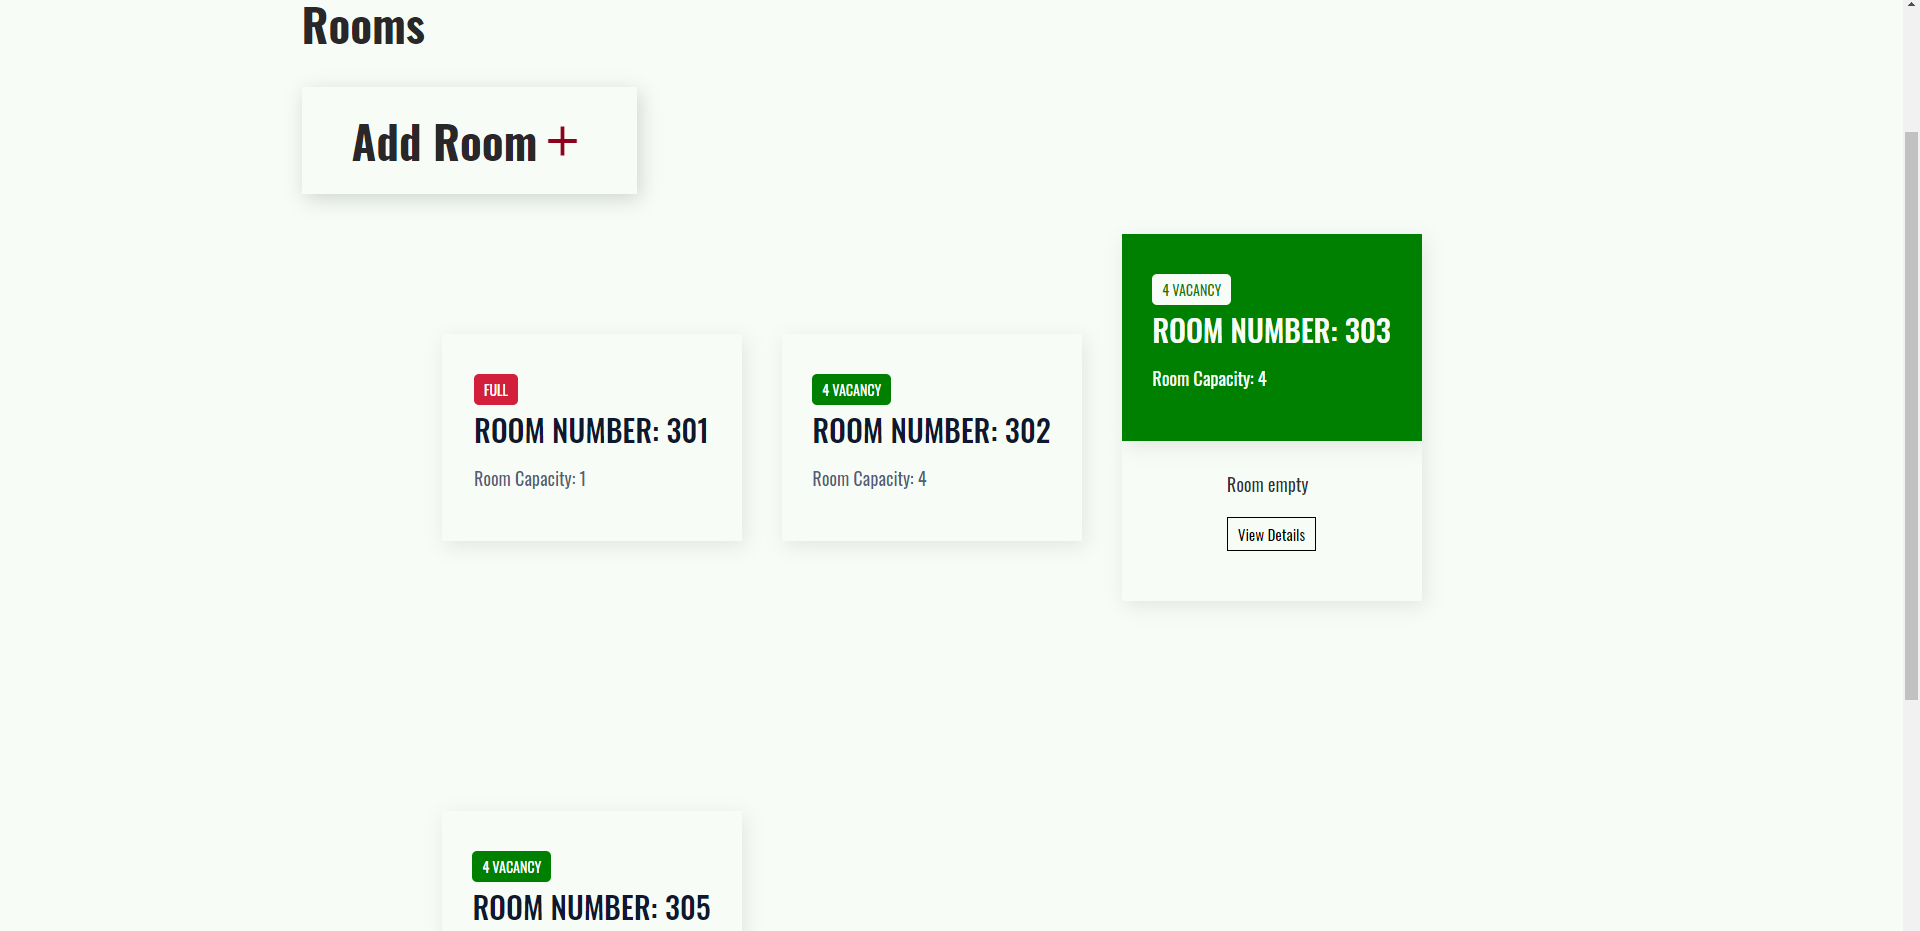 Rooms
Add Room +
FULL
ROOM NUMBER: 301
Room Capacity: 1
4 VACANCY
ROOM NUMBER: 302
Room Capacity: 4
4 VACANCY
ROOM NUMBER: 303
Room Capacity: 4
Room empty
View Details
4 VACANCY
ROOM NUMBER: 305